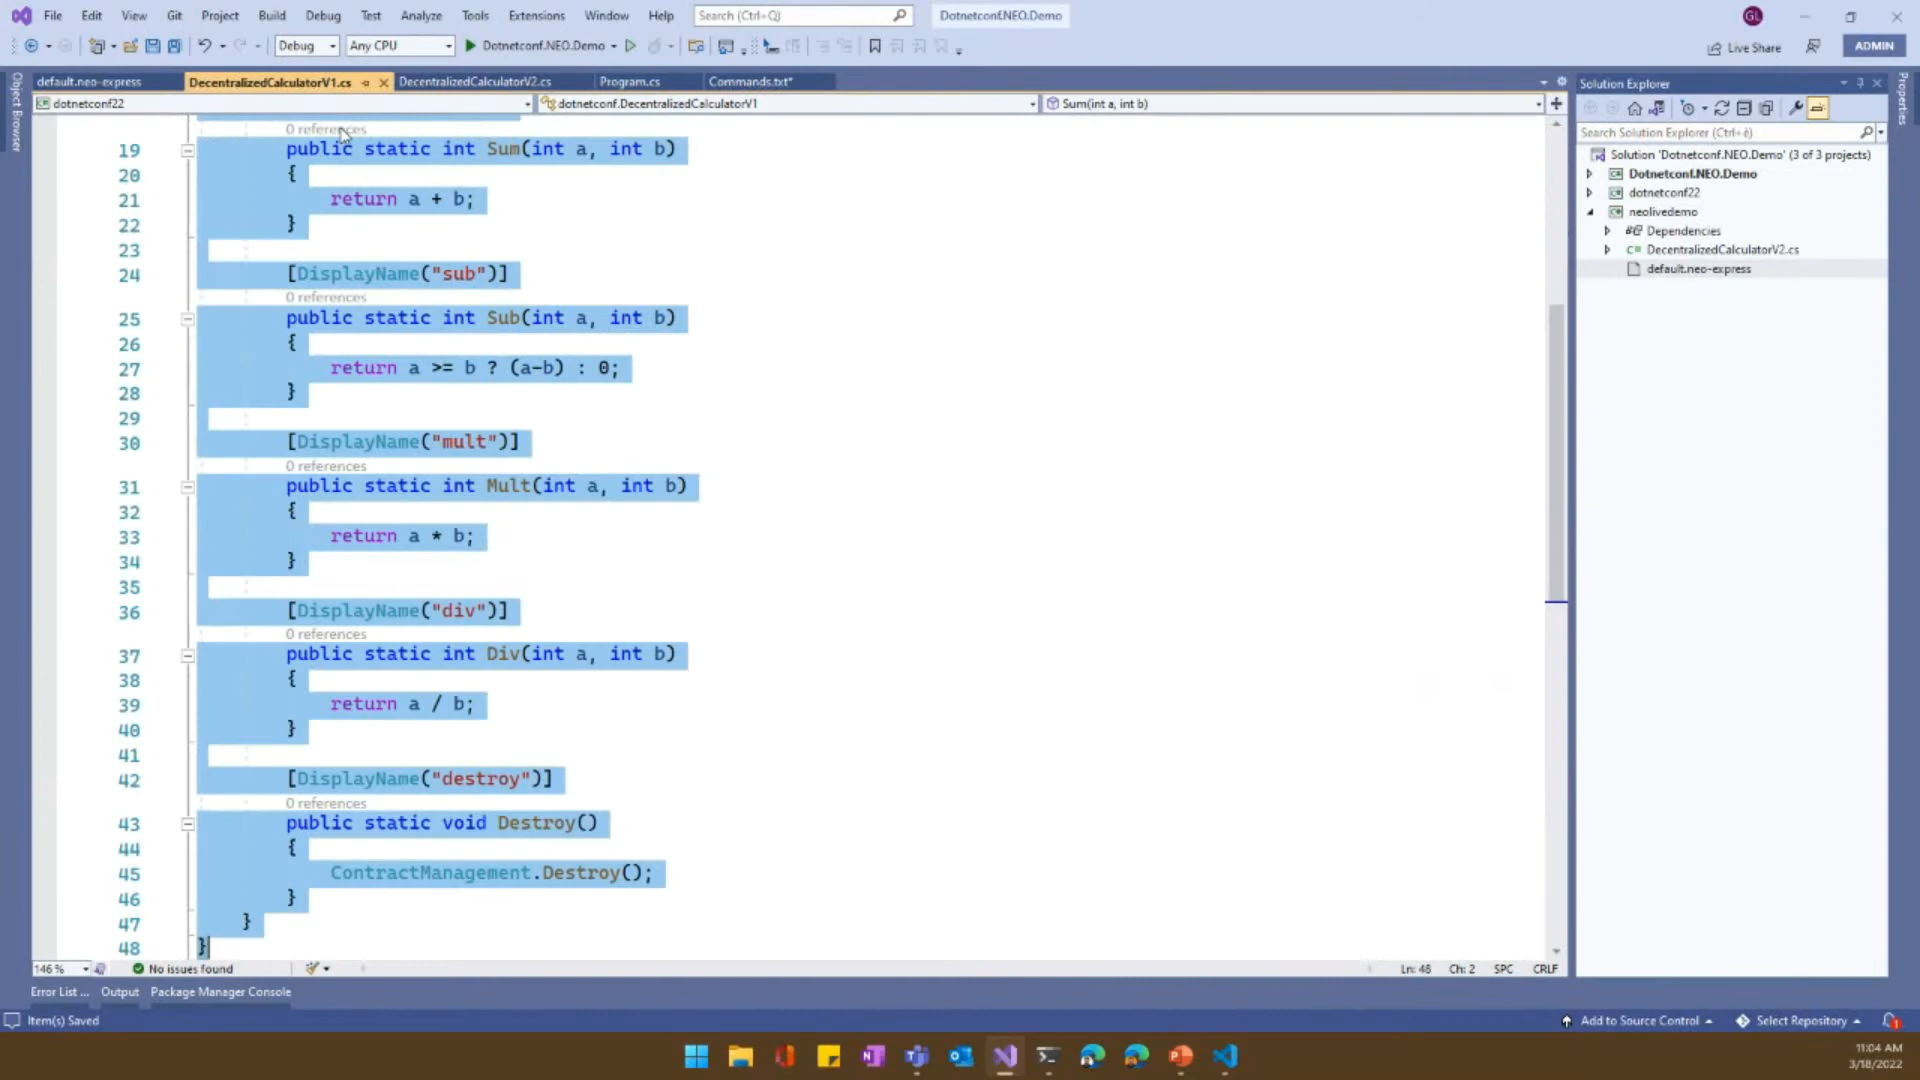 File Edit View Git Project Build Debug Test Analyze Tools Extensions Window Help Search (Ctrl+Q) Dotnetconf.NEO.Demo GL
Debug Any CPU Dotnetconf.NEO.Demo Live Share ADMIN
Object Browser
default.neo-express DecentralizedCalculatorV1.cs DecentralizedCalculatorV2.cs Program.cs Commands.txt*
dotnetconf22 dotnetconf.DecentralizedCalculatorV1 Sum(int a, int b)
0 references
19 public static int Sum(int a, int b)
20 {
21 return a + b;
22 }
23
24 [DisplayName("sub")]
0 references
25 public static int Sub(int a, int b)
26 {
27 return a >= b ? (a-b) : 0;
28 }
29
30 [DisplayName("mult")]
0 references
31 public static int Mult(int a, int b)
32 {
33 return a * b;
34 }
35
36 [DisplayName("div")]
0 references
37 public static int Div(int a, int b)
38 {
39 return a / b;
40 }
41
42 [DisplayName("destroy")]
0 references
43 public static void Destroy()
44 {
45 ContractManagement.Destroy();
46 }
47 }
48 }
146 % No issues found Ln: 48 Ch: 2 SPC CRLF
Solution Explorer
Search Solution Explorer (Ctrl+è)
Solution 'Dotnetconf.NEO.Demo' (3 of 3 projects)
Dotnetconf.NEO.Demo
dotnetconf22
neolivedemo
Dependencies
C# DecentralizedCalculatorV2.cs
default.neo-express
Properties
Error List ... Output Package Manager Console
Item(s) Saved Add to Source Control Select Repository 1
11:04 AM
3/18/2022